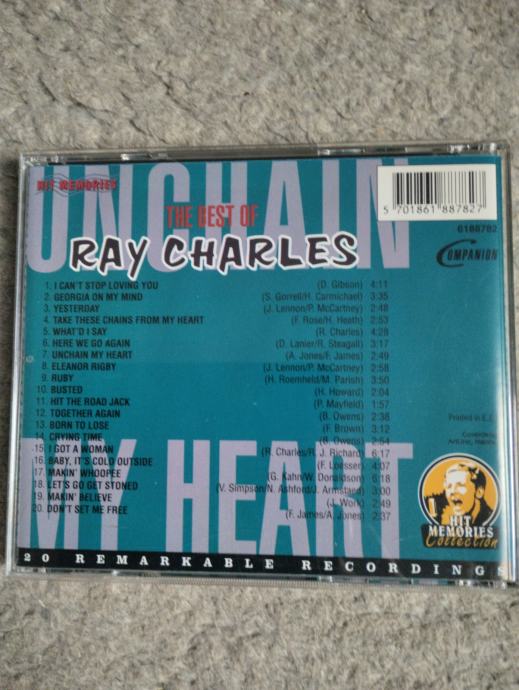 HIT MEMORIES
UNCHAIN
THE BEST OF
RAY CHARLES
5 701861 887827
6188782
COMPANION
1. I CAN'T STOP LOVING YOU (D. Gibson) 4:11
2. GEORGIA ON MY MIND (S. Gorrell/H. Carmichael) 3:35
3. YESTERDAY (J. Lennon/P. McCartney) 2:48
4. TAKE THESE CHAINS FROM MY HEART (F. Rose/H. Heath) 2:53
5. WHAT'D I SAY (R. Charles) 4:28
6. HERE WE GO AGAIN (D. Lanier/R. Steagall) 3:17
7. UNCHAIN MY HEART (A. Jones/F. James) 2:49
8. ELEANOR RIGBY (J. Lennon/P. McCartney) 2:58
9. RUBY (H. Roemheld/M. Parish) 3:50
10. BUSTED (H. Howard) 2:04
11. HIT THE ROAD JACK (P. Mayfield) 1:57
12. TOGETHER AGAIN (B. Owens) 2:38
13. BORN TO LOSE (F. Brown) 3:12
14. CRYING TIME (B. Owens) 2:54
15. I GOT A WOMAN (R. Charles/R. J. Richard) 6:17
16. BABY, IT'S COLD OUTSIDE (F. Loesser) 4:07
17. MAKIN' WHOOPEE (G. Kahn/W. Donaldson) 6:18
18. LET'S GO GET STONED (V. Simpson/N. Ashford/J. Armstead) 3:00
19. MAKIN' BELIEVE (J. Work) 2:49
20. DON'T SET ME FREE (F. James/A. Jones) 2:37
Printed in E.
MY HEART
HIT
MEMORIES
Collection
20 REMARKABLE RECORDINGS